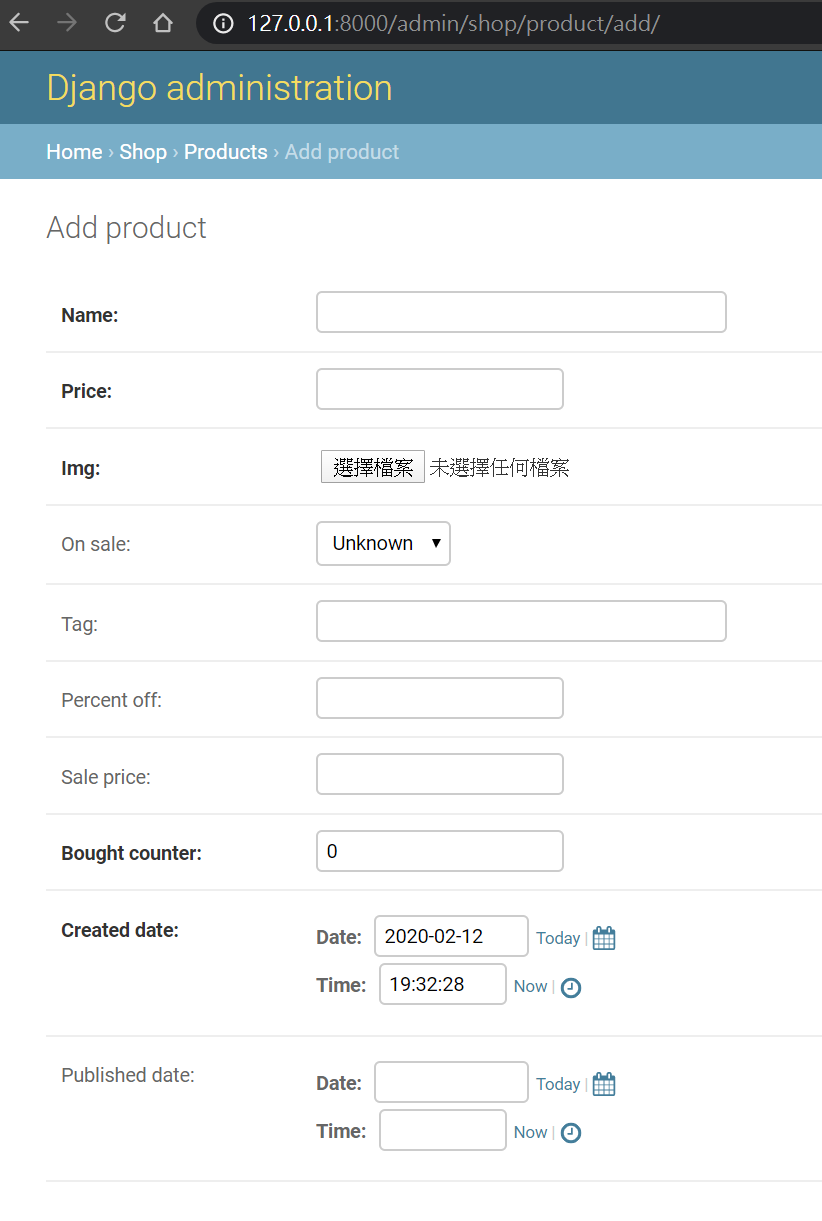 127.0.0.1:8000/admin/shop/product/add/
Django administration
Home › Shop › Products › Add product
Add product
Name:
Price:
Img: 選擇檔案 未選擇任何檔案
On sale: Unknown
Tag:
Percent off:
Sale price:
Bought counter: 0
Created date: Date: 2020-02-12 Today |
Time: 19:32:28 Now |
Published date: Date: Today |
Time: Now |